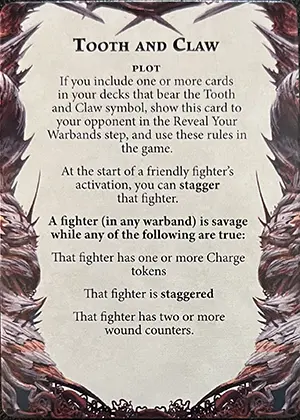 TOOTH AND CLAW
PLOT
If you include one or more cards
in your decks that bear the Tooth
and Claw symbol, show this card to
your opponent in the Reveal Your
Warbands step, and use these rules in
the game.
At the start of a friendly fighter's
activation, you can stagger
that fighter.
A fighter (in any warband) is savage
while any of the following are true:
That fighter has one or more Charge
tokens
That fighter is staggered
That fighter has two or more
wound counters.